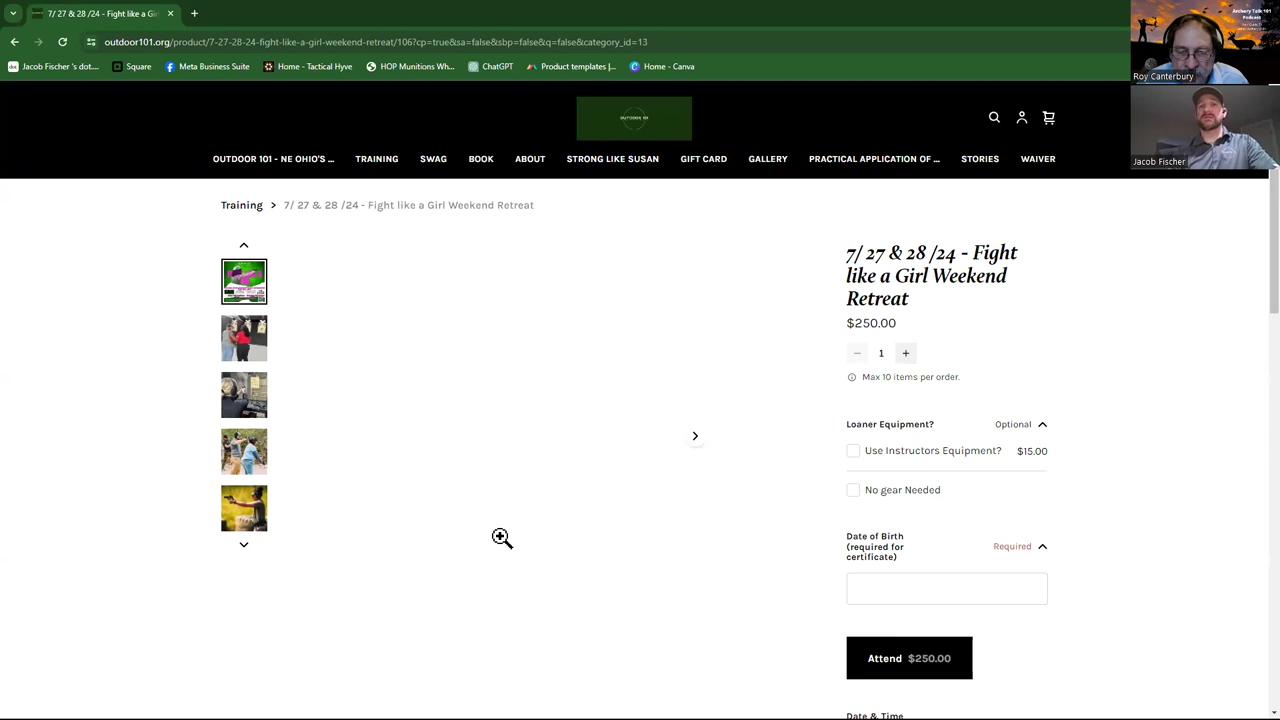 7/ 27 & 28 /24 - Fight like a Gi
outdoor101.org/product/7-27-28-24-fight-like-a-girl-weekend-retreat/106?cp=true&sa=false&sbp=false&q=false&category_id=13
Jacob Fischer 's dot...
Square
Meta Business Suite
Home - Tactical Hyve
HOP Munitions Wh...
ChatGPT
Product templates |...
Home - Canva
Archery Talk 101
Podcast
Roy Canterbury
Jacob Fischer
OUTDOOR 101
OUTDOOR 101 - NE OHIO'S ...
TRAINING
SWAG
BOOK
ABOUT
STRONG LIKE SUSAN
GIFT CARD
GALLERY
PRACTICAL APPLICATION OF ...
STORIES
WAIVER
Training > 7/ 27 & 28 /24 - Fight like a Girl Weekend Retreat
7/ 27 & 28 /24 - Fight
like a Girl Weekend
Retreat
$250.00
1
Max 10 items per order.
Loaner Equipment? Optional
Use Instructors Equipment? $15.00
No gear Needed
Date of Birth
(required for
certificate)
Required
Attend $250.00
Date & Time